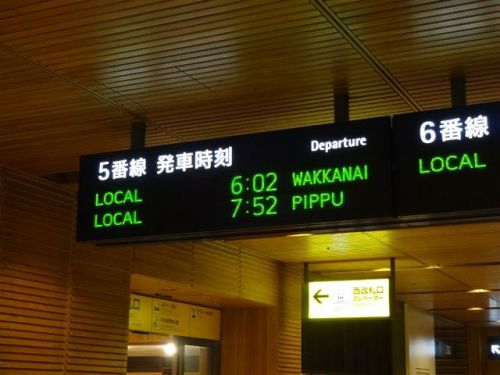 5番線 発車時刻 Departure
LOCAL 6:02 WAKKANAI
LOCAL 7:52 PIPPU
6番線
LOCAL
西改札口
エレベーター